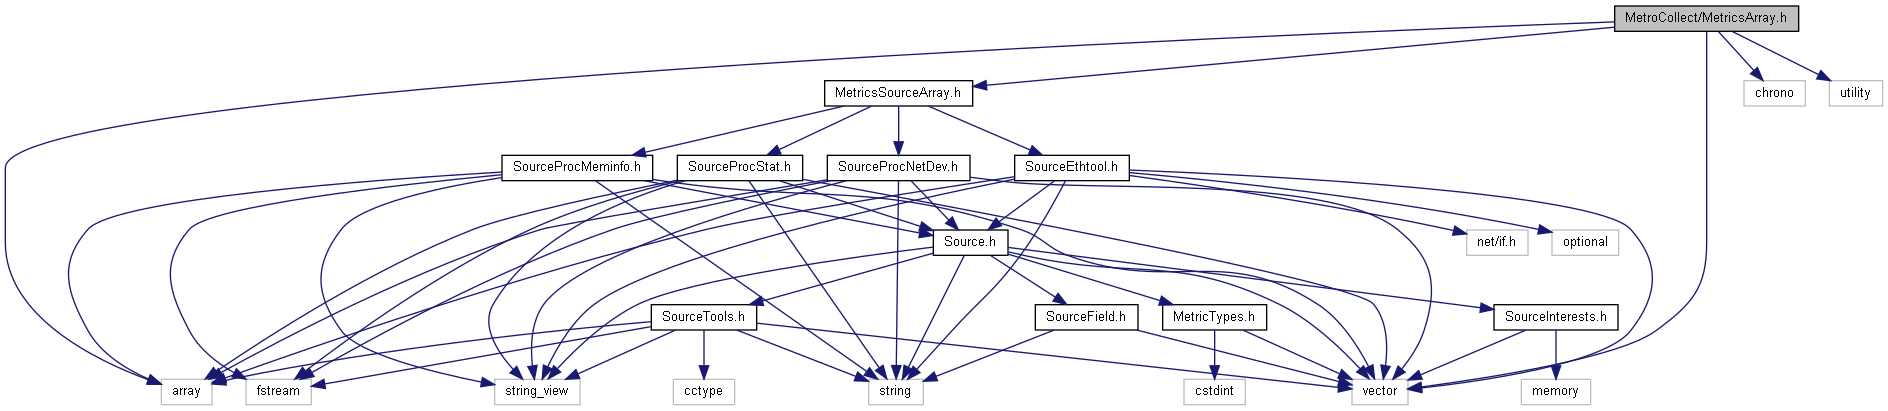 MetroCollect/MetricsArray.h
MetricsSourceArray.h
chrono
utility
SourceProcMeminfo.h
SourceProcStat.h
SourceProcNetDev.h
SourceEthtool.h
Source.h
net/if.h
optional
SourceTools.h
SourceField.h
MetricTypes.h
SourceInterests.h
array
fstream
string_view
cctype
string
cstdint
vector
memory